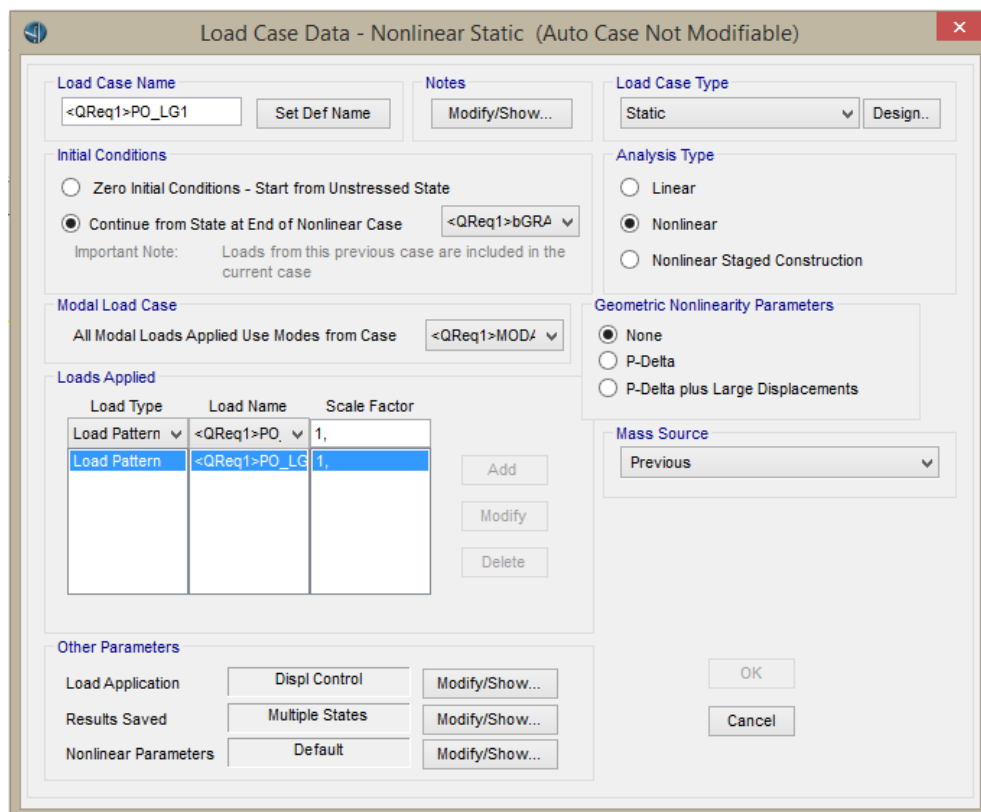 Load Case Data - Nonlinear Static (Auto Case Not Modifiable)
Load Case Name
<QReq1>PO_LG1
Set Def Name
Notes
Modify/Show...
Load Case Type
Static
Design..
Initial Conditions
Zero Initial Conditions - Start from Unstressed State
Continue from State at End of Nonlinear Case
<QReq1>bGRA
Important Note: Loads from this previous case are included in the
current case
Analysis Type
Linear
Nonlinear
Nonlinear Staged Construction
Modal Load Case
All Modal Loads Applied Use Modes from Case
<QReq1>MODA
Geometric Nonlinearity Parameters
None
P-Delta
P-Delta plus Large Displacements
Loads Applied
Load Type Load Name Scale Factor
Load Pattern <QReq1>PO_ 1,
Load Pattern <QReq1>PO_LG 1,
Add
Modify
Delete
Mass Source
Previous
Other Parameters
Load Application Displ Control Modify/Show...
Results Saved Multiple States Modify/Show...
Nonlinear Parameters Default Modify/Show...
OK
Cancel